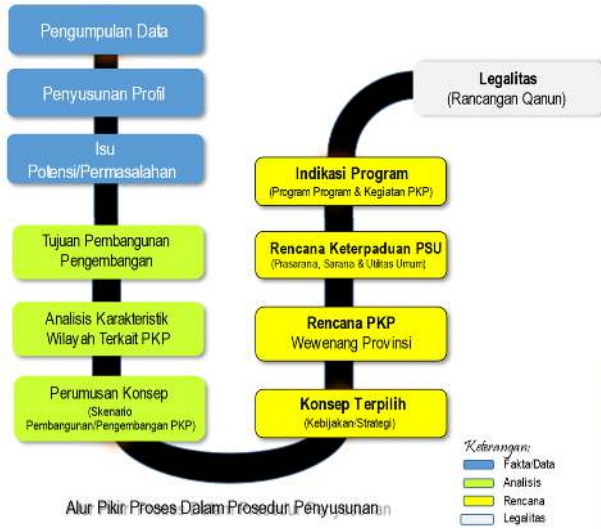 Pengumpulan Data
Penyusunan Profil
Isu
Potensi/Permasalahan
Tujuan Pembangunan
Pengembangan
Analisis Karakteristik
Wilayah Terkait PKP
Perumusan Konsep
(Skenario
Pembangunan/Pengembangan PKP)
Konsep Terpilih
(Kebijakan/Strategi)
Rencana PKP
Wewenang Provinsi
Rencana Keterpaduan PSU
(Prasarana, Sarana & Utilitas Umum)
Indikasi Program
(Program Program & Kegiatan PKP)
Legalitas
(Rancangan Qanun)
Keterangan:
Fakta/Data
Analisis
Rencana
Legalitas
Alur Pikir Proses Dalam Prosedur Penyusunan